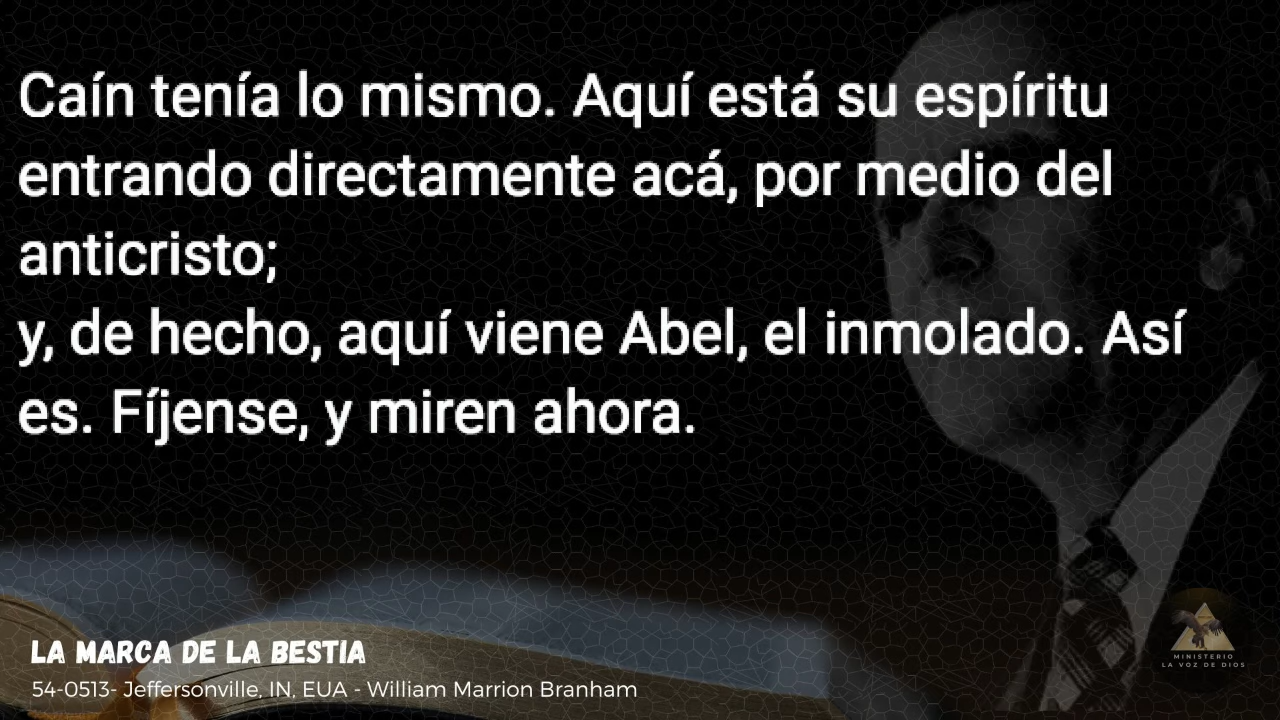 Caín tenía lo mismo. Aquí está su espíritu
entrando directamente acá, por medio del
anticristo;
y, de hecho, aquí viene Abel, el inmolado. Así
es. Fíjense, y miren ahora.
LA MARCA DE LA BESTIA
54-0513- Jeffersonville, IN, EUA - William Marrion Branham
MINISTERIO
LA VOZ DE DIOS